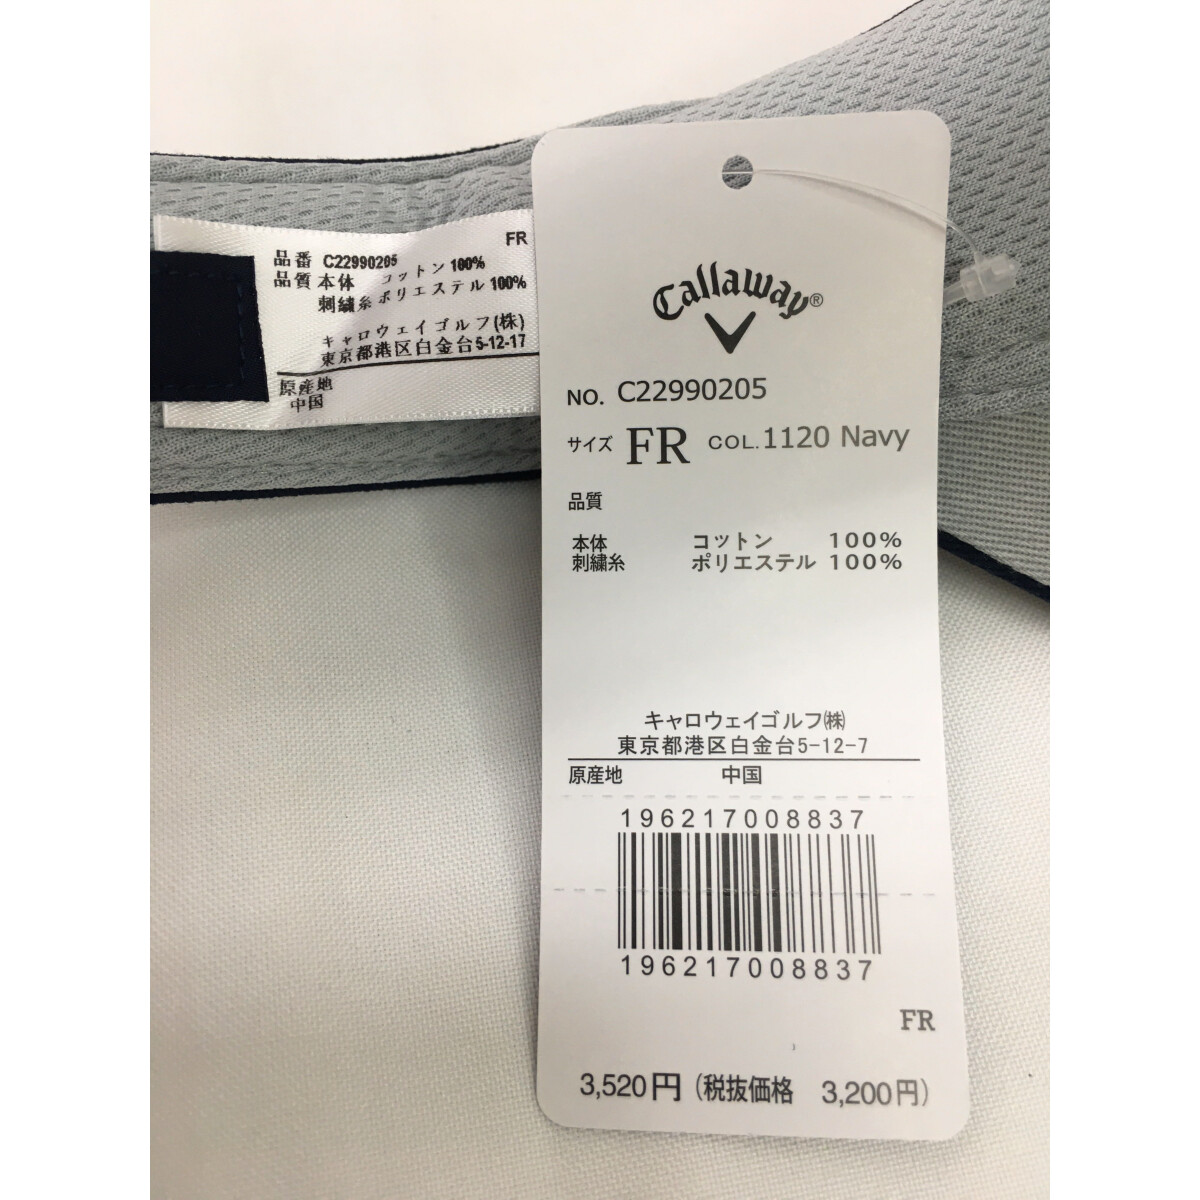 FR
品番 C22990205
品質 本体 コットン 100%
刺繍糸 ポリエステル 100%
キャロウェイゴルフ(株)
東京都港区白金台5-12-17
原産地
中国
Callaway®
NO. C22990205
サイズ FR COL. 1120 Navy
品質
本体 コットン 100%
刺繍糸 ポリエステル 100%
キャロウェイゴルフ㈱
東京都港区白金台5-12-7
原産地 中国
196217008837
196217008837
FR
3,520円 (税抜価格 3,200円)